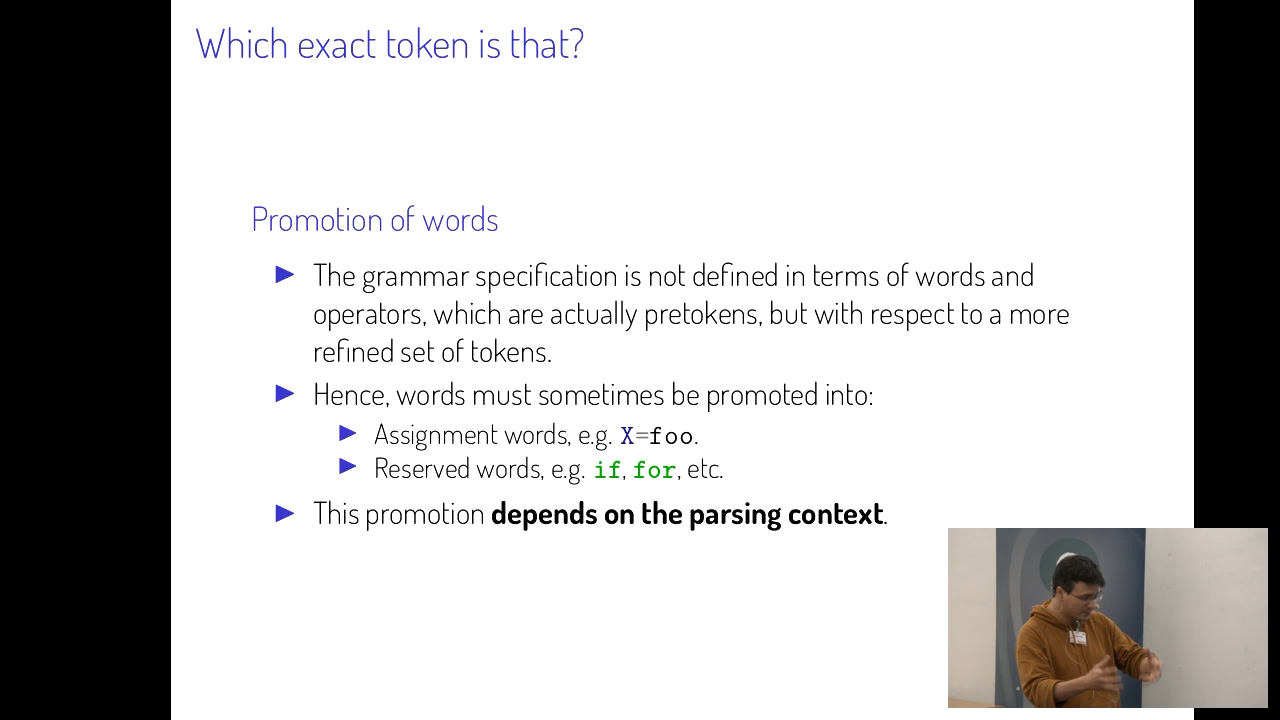 Which exact token is that?
Promotion of words
The grammar specification is not defined in terms of words and
operators, which are actually pretokens, but with respect to a more
refined set of tokens.
Hence, words must sometimes be promoted into:
Assignment words, e.g. X=foo.
Reserved words, e.g. if, for, etc.
This promotion depends on the parsing context.